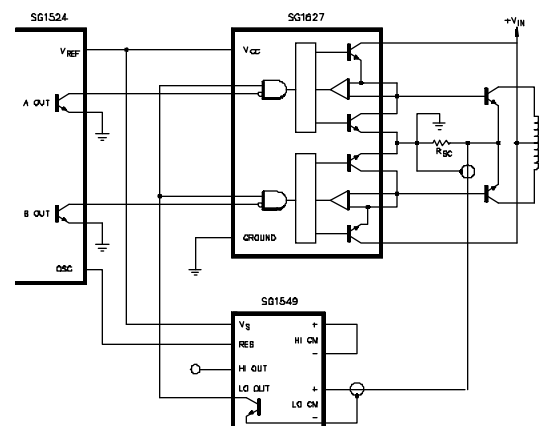 SG1524
SG1627
+VIN
VREF
VCC
A OUT
RSC
B OUT
GROUND
OSC
SG1549
VS
+
RES
HI CM
-
HI OUT
LO OUT
+
LO CM
-